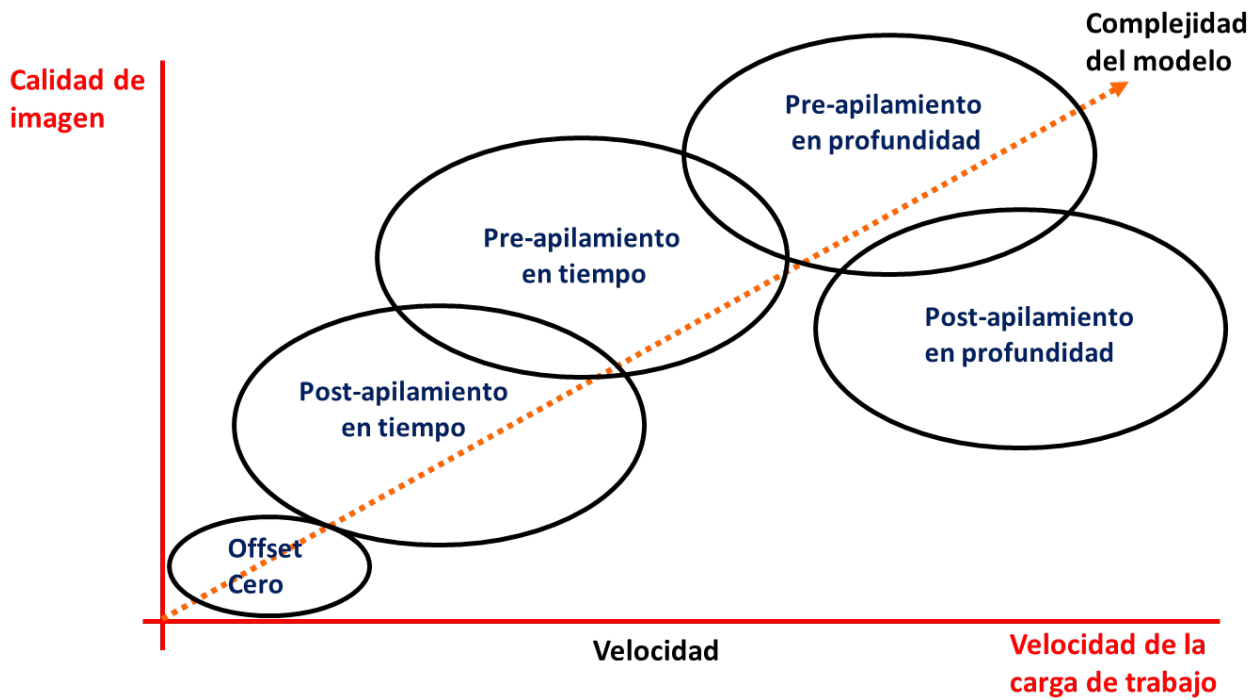 Complejidad
del modelo
Calidad de
imagen
Pre-apilamiento
en profundidad
Pre-apilamiento
en tiempo
Post-apilamiento
en profundidad
Post-apilamiento
en tiempo
Offset
Cero
Velocidad
Velocidad de la
carga de trabajo